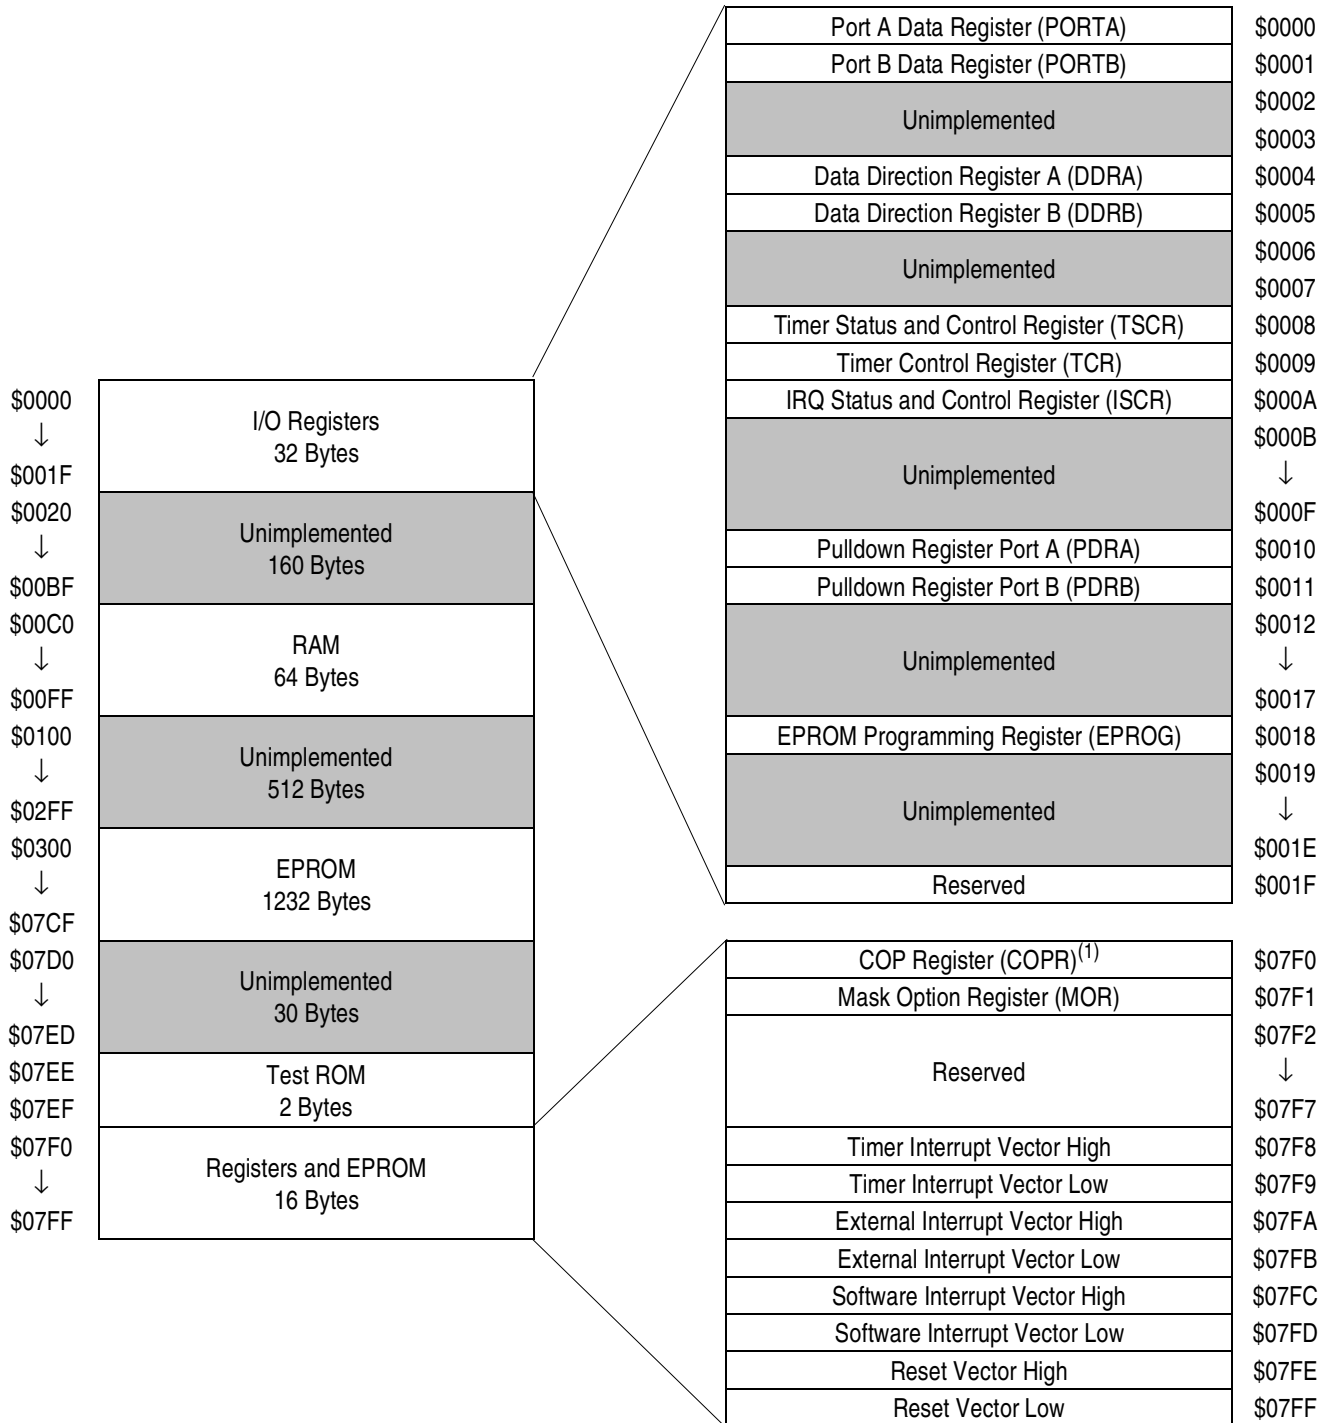 Port A Data Register (PORTA) $0000
Port B Data Register (PORTB) $0001
$0002
Unimplemented
$0003
Data Direction Register A (DDRA) $0004
Data Direction Register B (DDRB) $0005
$0006
Unimplemented
$0007
Timer Status and Control Register (TSCR) $0008
Timer Control Register (TCR) $0009
IRQ Status and Control Register (ISCR) $000A
$000B
Unimplemented ↓
$000F
Pulldown Register Port A (PDRA) $0010
Pulldown Register Port B (PDRB) $0011
$0012
Unimplemented ↓
$0017
EPROM Programming Register (EPROG) $0018
$0019
Unimplemented ↓
$001E
Reserved $001F
$0000
↓
$001F
I/O Registers
32 Bytes
$0020
↓
$00BF
Unimplemented
160 Bytes
$00C0
↓
$00FF
RAM
64 Bytes
$0100
↓
$02FF
Unimplemented
512 Bytes
$0300
↓
$07CF
EPROM
1232 Bytes
$07D0
↓
$07ED
Unimplemented
30 Bytes
$07EE
$07EF
Test ROM
2 Bytes
$07F0
↓
$07FF
Registers and EPROM
16 Bytes
COP Register (COPR)(1) $07F0
Mask Option Register (MOR) $07F1
$07F2
Reserved ↓
$07F7
Timer Interrupt Vector High $07F8
Timer Interrupt Vector Low $07F9
External Interrupt Vector High $07FA
External Interrupt Vector Low $07FB
Software Interrupt Vector High $07FC
Software Interrupt Vector Low $07FD
Reset Vector High $07FE
Reset Vector Low $07FF